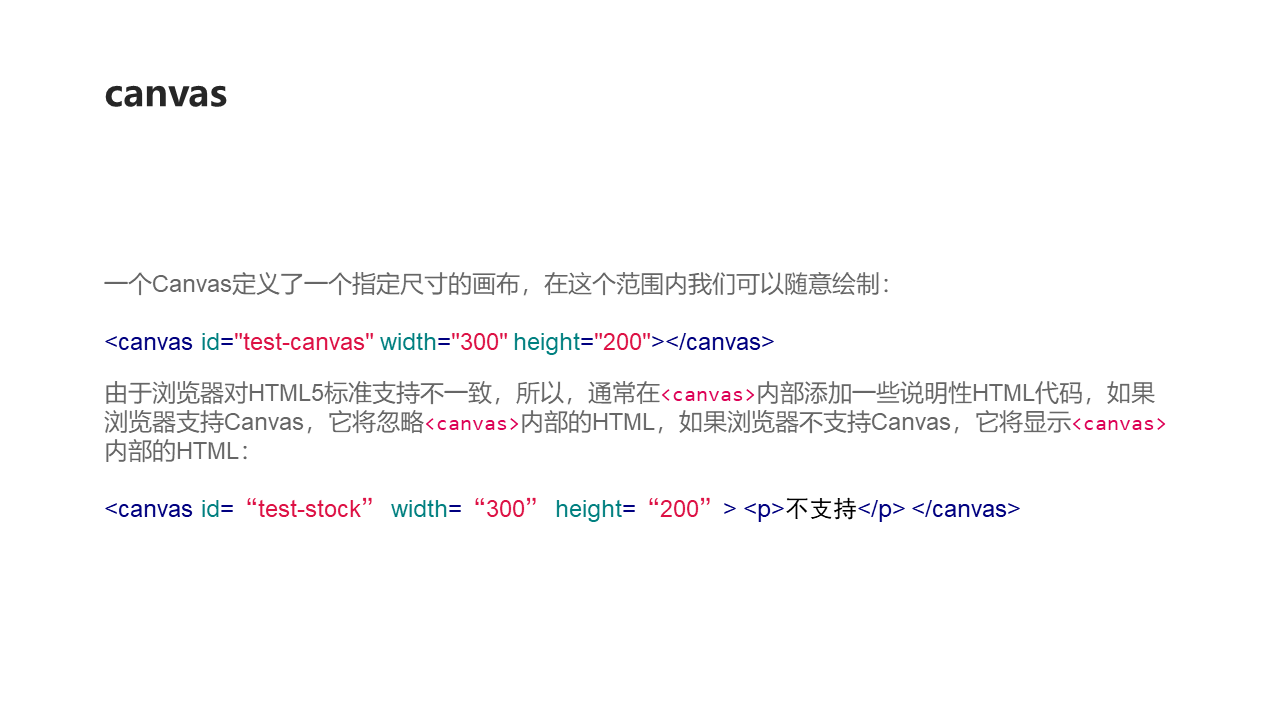 canvas
一个Canvas定义了一个指定尺寸的画布，在这个范围内我们可以随意绘制：
<canvas id="test-canvas" width="300" height="200"></canvas>
由于浏览器对HTML5标准支持不一致，所以，通常在<canvas>内部添加一些说明性HTML代码，如果
浏览器支持Canvas，它将忽略<canvas>内部的HTML，如果浏览器不支持Canvas，它将显示<canvas>
内部的HTML：
<canvas id=“test-stock” width=“300” height=“200”> <p>不支持</p> </canvas>